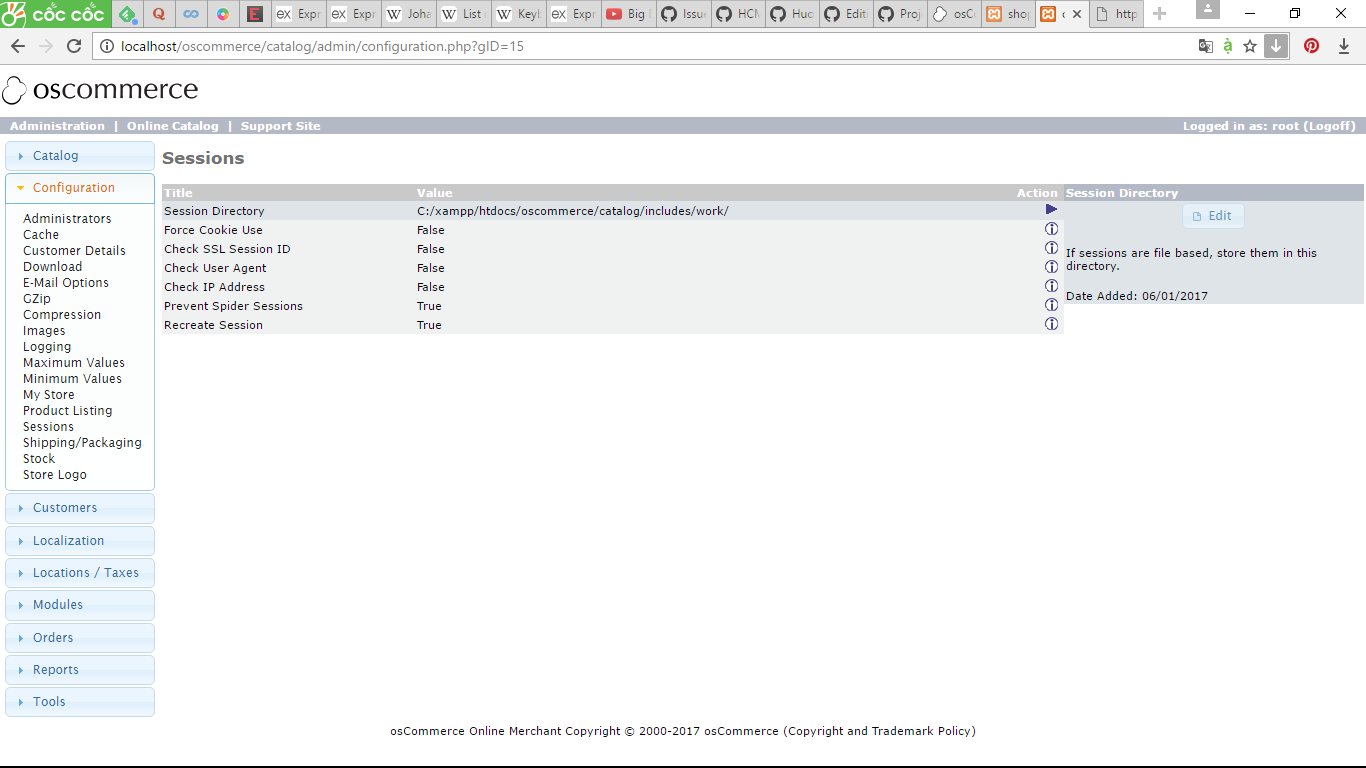 cốc cốc Expr Expr Joha List Keyb Expr Big Issu HCM Huo Edit Proj osC shop http
localhost/oscommerce/catalog/admin/configuration.php?gID=15
oscommerce
Administration | Online Catalog | Support Site Logged in as: root (Logoff)
Catalog
Configuration
Administrators
Cache
Customer Details
Download
E-Mail Options
GZip
Compression
Images
Logging
Maximum Values
Minimum Values
My Store
Product Listing
Sessions
Shipping/Packaging
Stock
Store Logo
Customers
Localization
Locations / Taxes
Modules
Orders
Reports
Tools
Sessions
Title Value Action
Session Directory C:/xampp/htdocs/oscommerce/catalog/includes/work/
Force Cookie Use False
Check SSL Session ID False
Check User Agent False
Check IP Address False
Prevent Spider Sessions True
Recreate Session True
Session Directory
Edit
If sessions are file based, store them in this
directory.
Date Added: 06/01/2017
osCommerce Online Merchant Copyright © 2000-2017 osCommerce (Copyright and Trademark Policy)